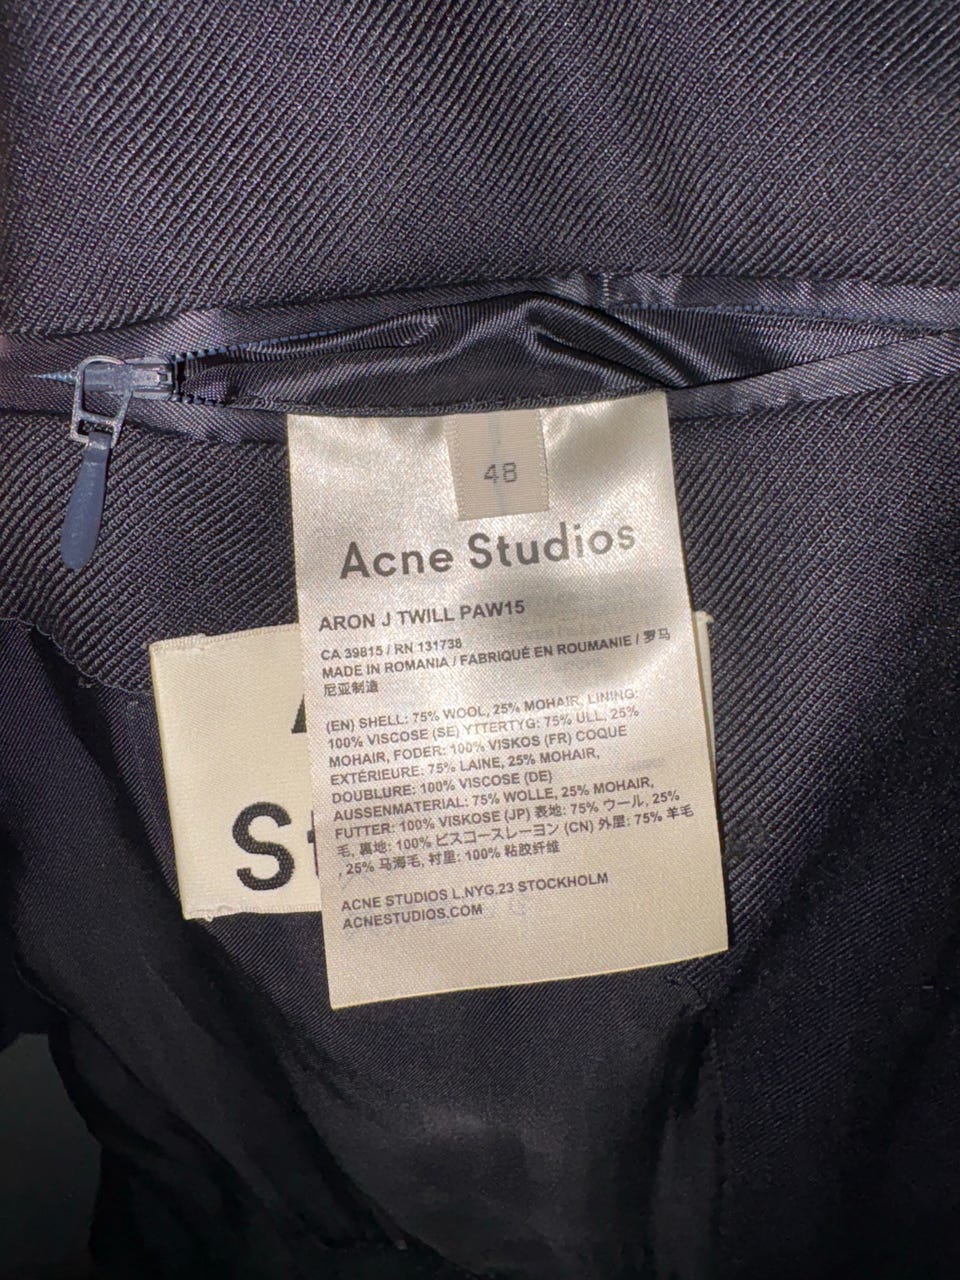 48
Acne Studios
ARON J TWILL PAW15
CA 39815 / RN 131738
MADE IN ROMANIA / FABRIQUÉ EN ROUMANIE / 罗马
尼亚制造
(EN) SHELL: 75% WOOL, 25% MOHAIR, LINING:
100% VISCOSE (SE) YTTERTYG: 75% ULL, 25%
MOHAIR, FODER: 100% VISKOS (FR) COQUE
EXTÉRIEURE: 75% LAINE, 25% MOHAIR,
DOUBLURE: 100% VISCOSE (DE)
AUSSENMATERIAL: 75% WOLLE, 25% MOHAIR,
FUTTER: 100% VISKOSE (JP) 表地: 75% ウール, 25%
毛, 裏地: 100% ビスコースレーヨン (CN) 外里: 75% 羊毛
, 25% 马海毛, 衬里: 100% 粘胶纤维
ACNE STUDIOS L.NYG.23 STOCKHOLM
ACNESTUDIOS.COM